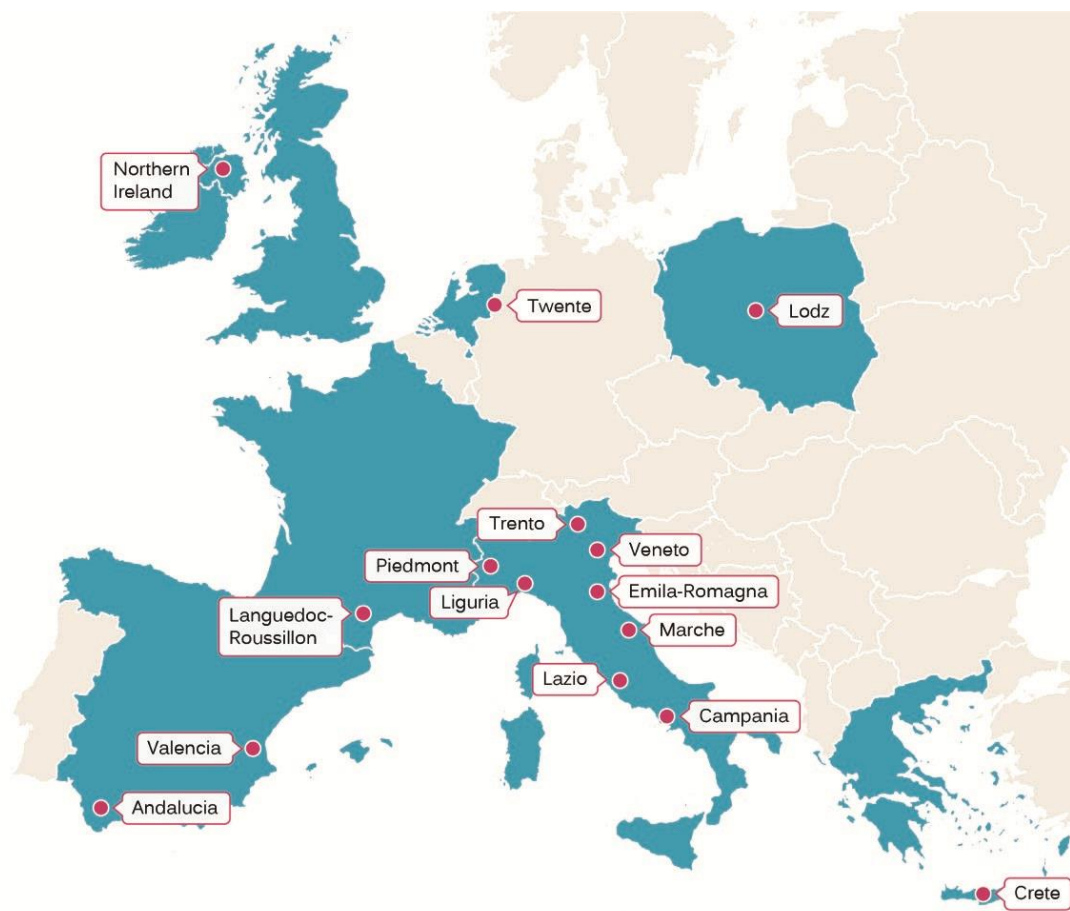 Northern
Ireland
Twente
Lodz
Trento
Veneto
Piedmont
Emila-Romagna
Liguria
Languedoc-
Roussillon
Marche
Lazio
Campania
Valencia
Andalucia
Crete